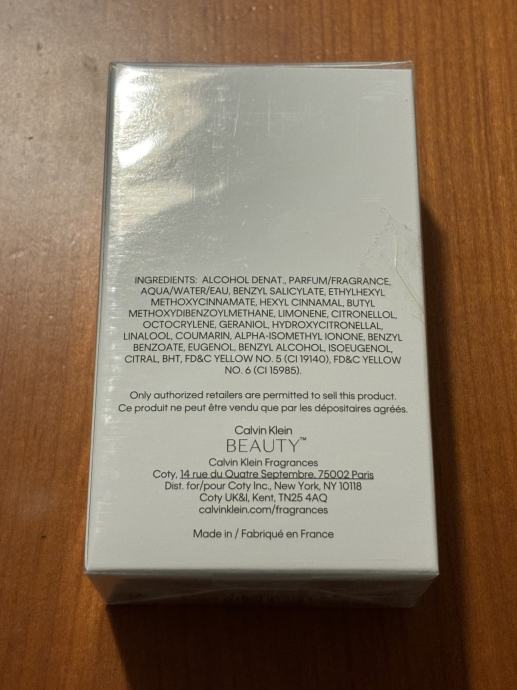 INGREDIENTS: ALCOHOL DENAT., PARFUM/FRAGRANCE,
AQUA/WATER/EAU, BENZYL SALICYLATE, ETHYLHEXYL
METHOXYCINNAMATE, HEXYL CINNAMAL, BUTYL
METHOXYDIBENZOYLMETHANE, LIMONENE, CITRONELLOL,
OCTOCRYLENE, GERANIOL, HYDROXYCITRONELLAL,
LINALOOL, COUMARIN, ALPHA-ISOMETHYL IONONE, BENZYL
BENZOATE, EUGENOL, BENZYL ALCOHOL, ISOEUGENOL,
CITRAL, BHT, FD&C YELLOW NO. 5 (CI 19140), FD&C YELLOW
NO. 6 (CI 15985).
Only authorized retailers are permitted to sell this product.
Ce produit ne peut être vendu que par les dépositaires agréés.
Calvin Klein
BEAUTY™
Calvin Klein Fragrances
Coty, 14 rue du Quatre Septembre, 75002 Paris
Dist. for/pour Coty Inc., New York, NY 10118
Coty UK&I, Kent, TN25 4AQ
calvinklein.com/fragrances
Made in / Fabriqué en France